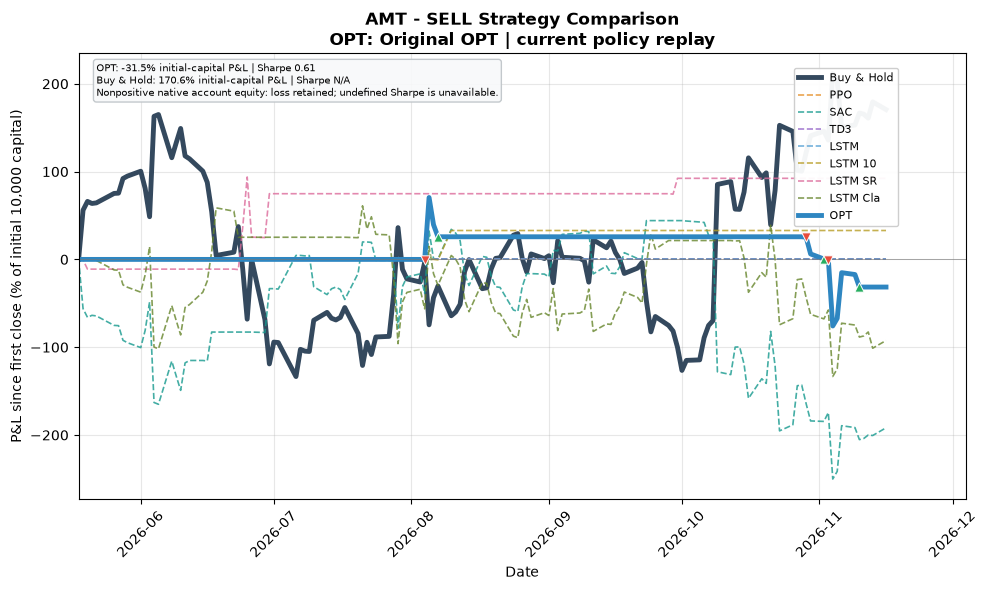 AMT - SELL Strategy Comparison
OPT: Original OPT | current policy replay
OPT: -31.5% initial-capital P&L | Sharpe 0.61
Buy & Hold: 170.6% initial-capital P&L | Sharpe N/A
Nonpositive native account equity: loss retained; undefined Sharpe is unavailable.
Buy & Hold
PPO
SAC
TD3
LSTM
LSTM 10
LSTM SR
LSTM Cla
OPT
P&L since first close (% of initial 10,000 capital)
200
100
0
−100
−200
2026-06
2026-07
2026-08
2026-09
2026-10
2026-11
2026-12
Date